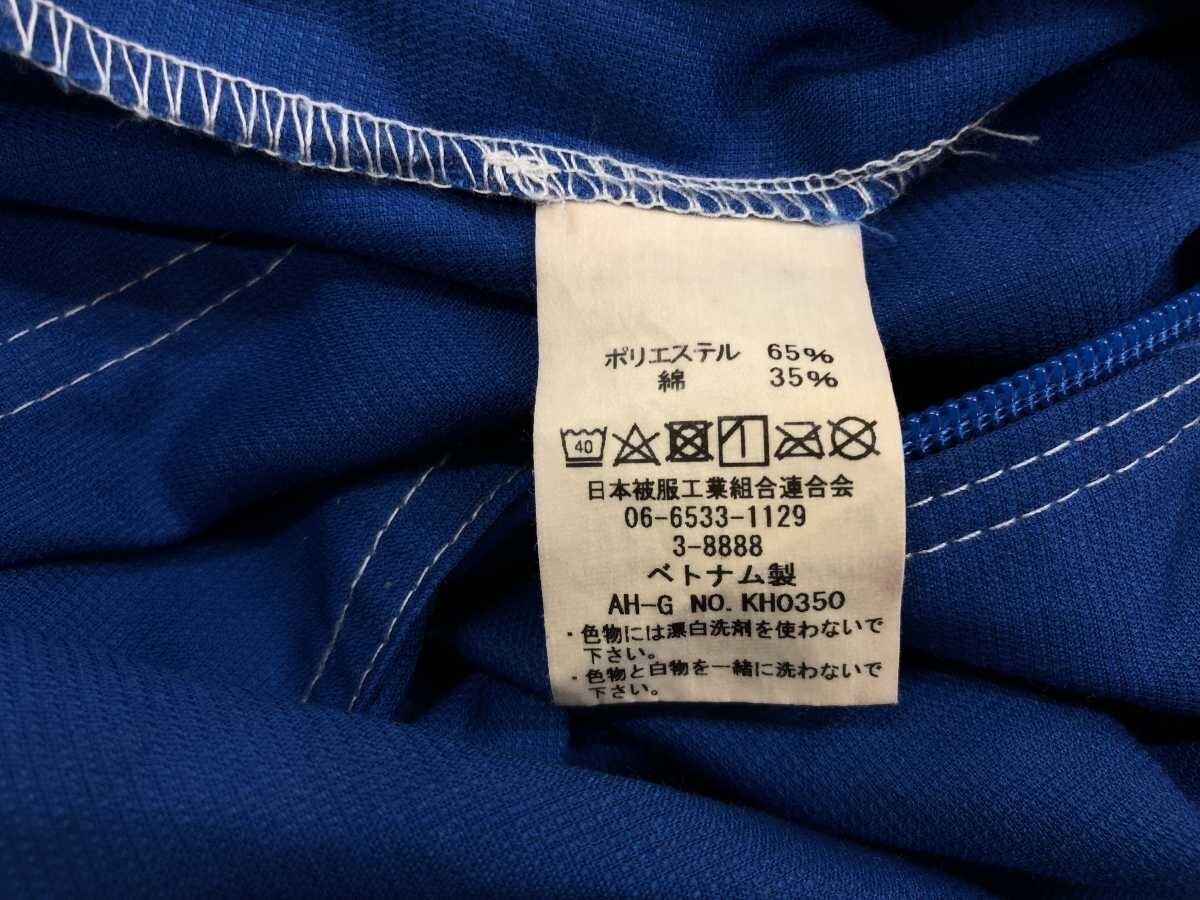 ポリエステル 65%
綿 35%
40
日本被服工業組合連合会
06-6533-1129
3-8888
ベトナム製
AH-G NO. KH0350
・色物には漂白洗剤を使わないで
下さい。
・色物と白物を一緒に洗わないで
下さい。